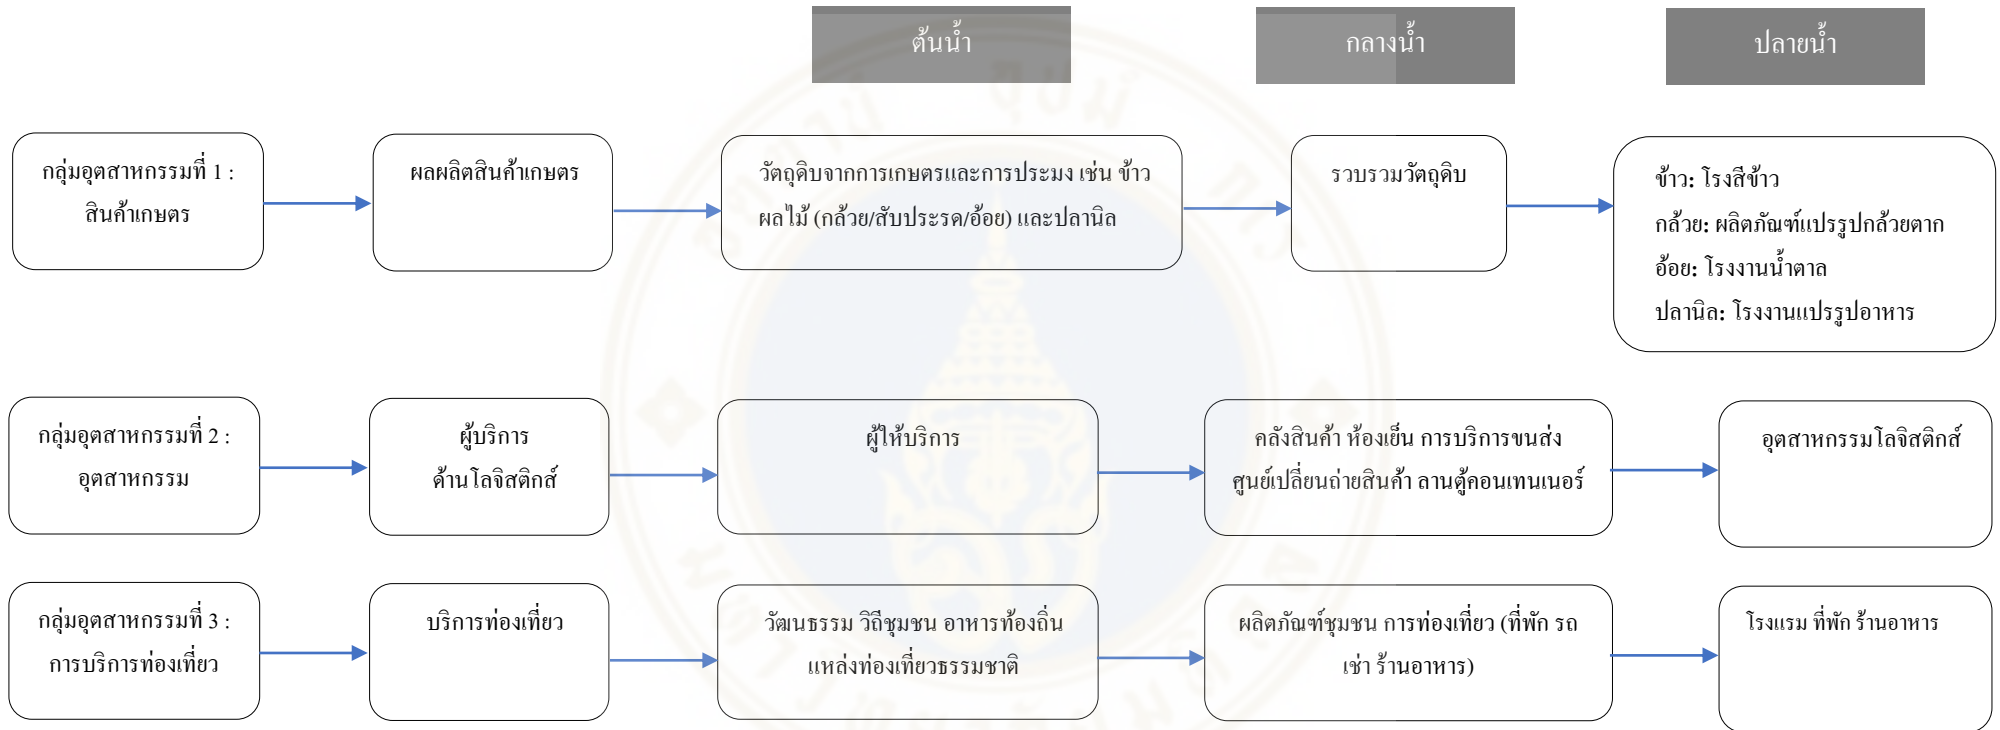 ต้นน้ำ
กลางน้ำ
ปลายน้ำ
กลุ่มอุตสาหกรรมที่ 1 :
สินค้าเกษตร
ผลผลิตสินค้าเกษตร
วัตถุดิบจากการเกษตรและการประมง เช่น ข้าว
ผลไม้ (กล้วย/สับประรด/อ้อย) และปลานิล
รวบรวมวัตถุดิบ
ข้าว: โรงสีข้าว
กล้วย: ผลิตภัณฑ์แปรรูปกล้วยตาก
อ้อย: โรงงานน้ำตาล
ปลานิล: โรงงานแปรรูปอาหาร
กลุ่มอุตสาหกรรมที่ 2 :
อุตสาหกรรม
ผู้บริการ
ด้านโลจิสติกส์
ผู้ให้บริการ
คลังสินค้า ห้องเย็น การบริการขนส่ง
ศูนย์เปลี่ยนถ่ายสินค้า ลานตู้คอนเทนเนอร์
อุตสาหกรรมโลจิสติกส์
กลุ่มอุตสาหกรรมที่ 3 :
การบริการท่องเที่ยว
บริการท่องเที่ยว
วัฒนธรรม วิถีชุมชน อาหารท้องถิ่น
แหล่งท่องเที่ยวธรรมชาติ
ผลิตภัณฑ์ชุมชน การท่องเที่ยว (ที่พัก รถ
เช่า ร้านอาหาร)
โรงแรม ที่พัก ร้านอาหาร